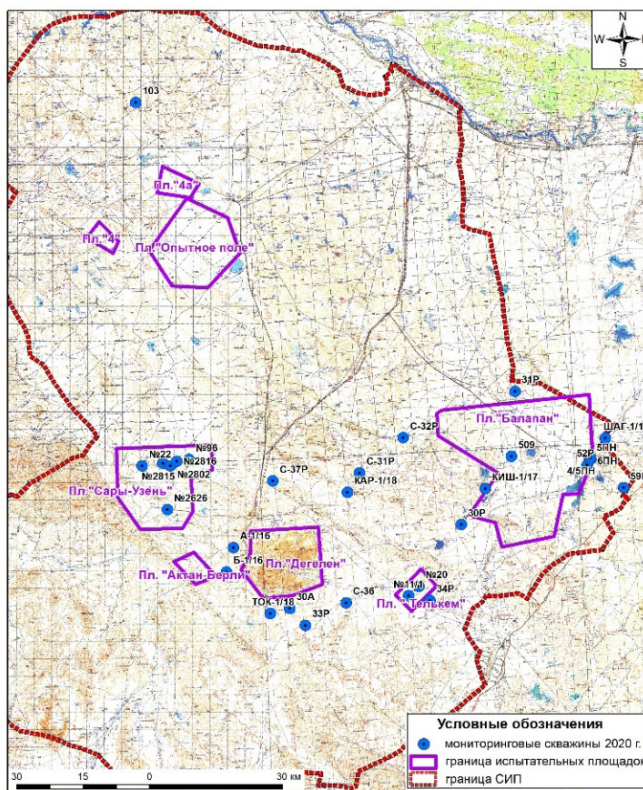 N
W E
S
103
Пл."4а"
Пл."4"
Пл."Опытное поле"
31Р
Пл."Балапан"
С-32Р
ШАГ-1/1
№96
№22
№2816
509
52Р
5ПН
6ПН
4/5ПН
№2815
№2802
С-31Р
С-37Р
КАР-1/18
КИШ-1/17
59
Пл."Сары-Узень"
№2626
30Р
А-1/16
Б-1/16
Пл."Дегелен"
Пл. "Актан-Берли"
№20
№11/1
34Р
ТОК-1/18
30А
С-36
Пл. "Телькем"
33Р
Условные обозначения
мониторинговые скважины 2020 г.
граница испытательных площадок
граница СИП
30 15 0 30 км